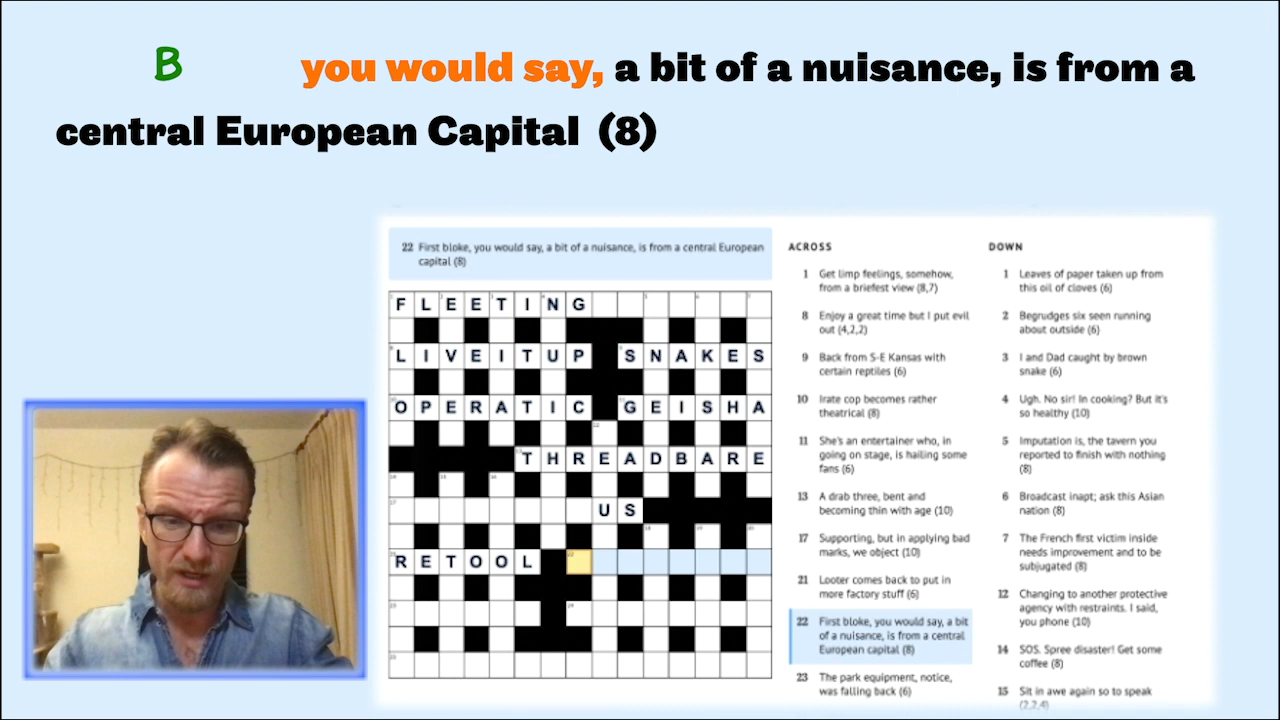 B you would say, a bit of a nuisance, is from a
central European Capital (8)
22 First bloke, you would say, a bit of a nuisance, is from a central European
capital (8)
F L E E T I N G
L I V E I T U P S N A K E S
O P E R A T I C G E I S H A
T H R E A D B A R E
U S
R E T O O L
ACROSS
1 Get limp feelings, somehow,
from a briefest view (8,7)
8 Enjoy a great time but I put evil
out (4,2,2)
9 Back from S-E Kansas with
certain reptiles (6)
10 Irate cop becomes rather
theatrical (8)
11 She's an entertainer who, in
going on stage, is hailing some
fans (6)
13 A drab three, bent and
becoming thin with age (10)
17 Supporting, but in applying bad
marks, we object (10)
21 Looter comes back to put in
more factory stuff (6)
22 First bloke, you would say, a bit
of a nuisance, is from a central
European capital (8)
23 The park equipment, notice,
was falling back (6)
DOWN
1 Leaves of paper taken up from
this oil of cloves (6)
2 Begrudges six seen running
about outside (6)
3 I and Dad caught by brown
snake (6)
4 Ugh. No sir! In cooking? But it's
so healthy (10)
5 Imputation is, the tavern you
reported to finish with nothing
(8)
6 Broadcast inapt; ask this Asian
nation (8)
7 The French first victim inside
needs improvement and to be
subjugated (8)
12 Changing to another protective
agency with restraints. I said,
you phone (10)
14 SOS. Spree disaster! Get some
coffee (8)
15 Sit in awe again so to speak
(2,2,4)